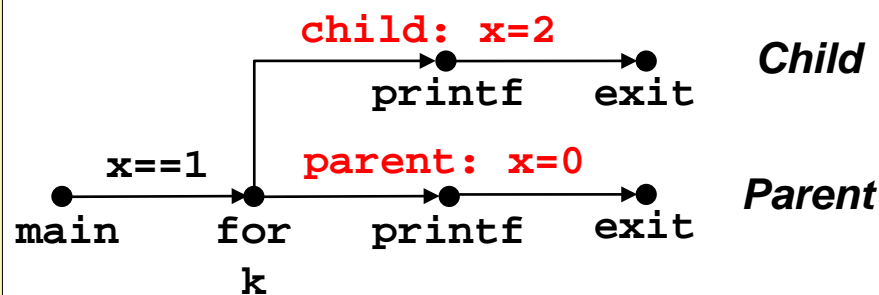 child: x=2
Child
printf exit
x==1 parent: x=0
Parent
main for printf exit
k